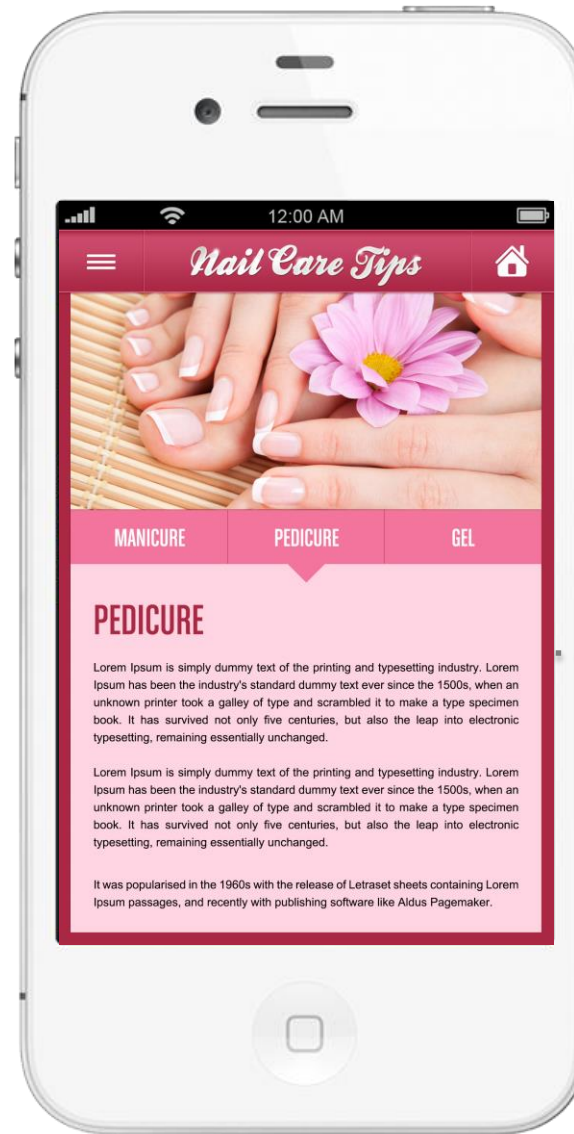 12:00 AM
Nail Care Tips
MANICURE PEDICURE GEL
PEDICURE
Lorem Ipsum is simply dummy text of the printing and typesetting industry. Lorem
Ipsum has been the industry's standard dummy text ever since the 1500s, when an
unknown printer took a galley of type and scrambled it to make a type specimen
book. It has survived not only five centuries, but also the leap into electronic
typesetting, remaining essentially unchanged.
Lorem Ipsum is simply dummy text of the printing and typesetting industry. Lorem
Ipsum has been the industry's standard dummy text ever since the 1500s, when an
unknown printer took a galley of type and scrambled it to make a type specimen
book. It has survived not only five centuries, but also the leap into electronic
typesetting, remaining essentially unchanged.
It was popularised in the 1960s with the release of Letraset sheets containing Lorem
Ipsum passages, and recently with publishing software like Aldus Pagemaker.